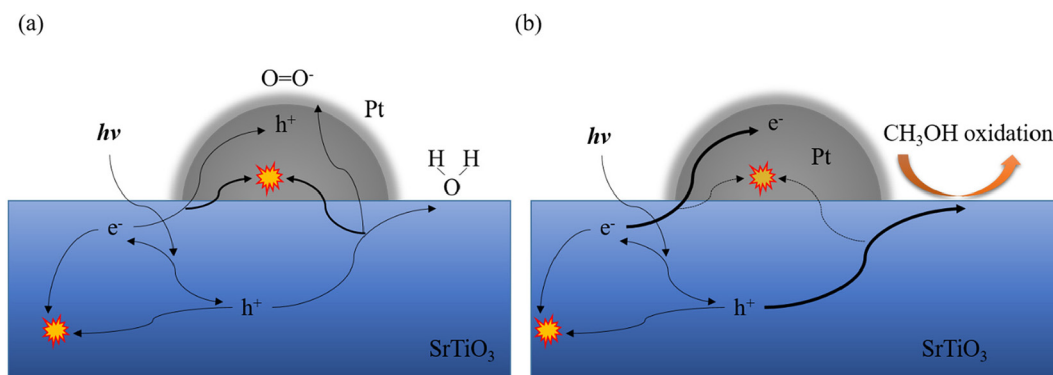 (a)
O=O⁻
Pt
hν
h⁺
H H
O
e⁻
h⁺
SrTiO₃
(b)
hν
e⁻
Pt
CH₃OH oxidation
e⁻
h⁺
SrTiO₃